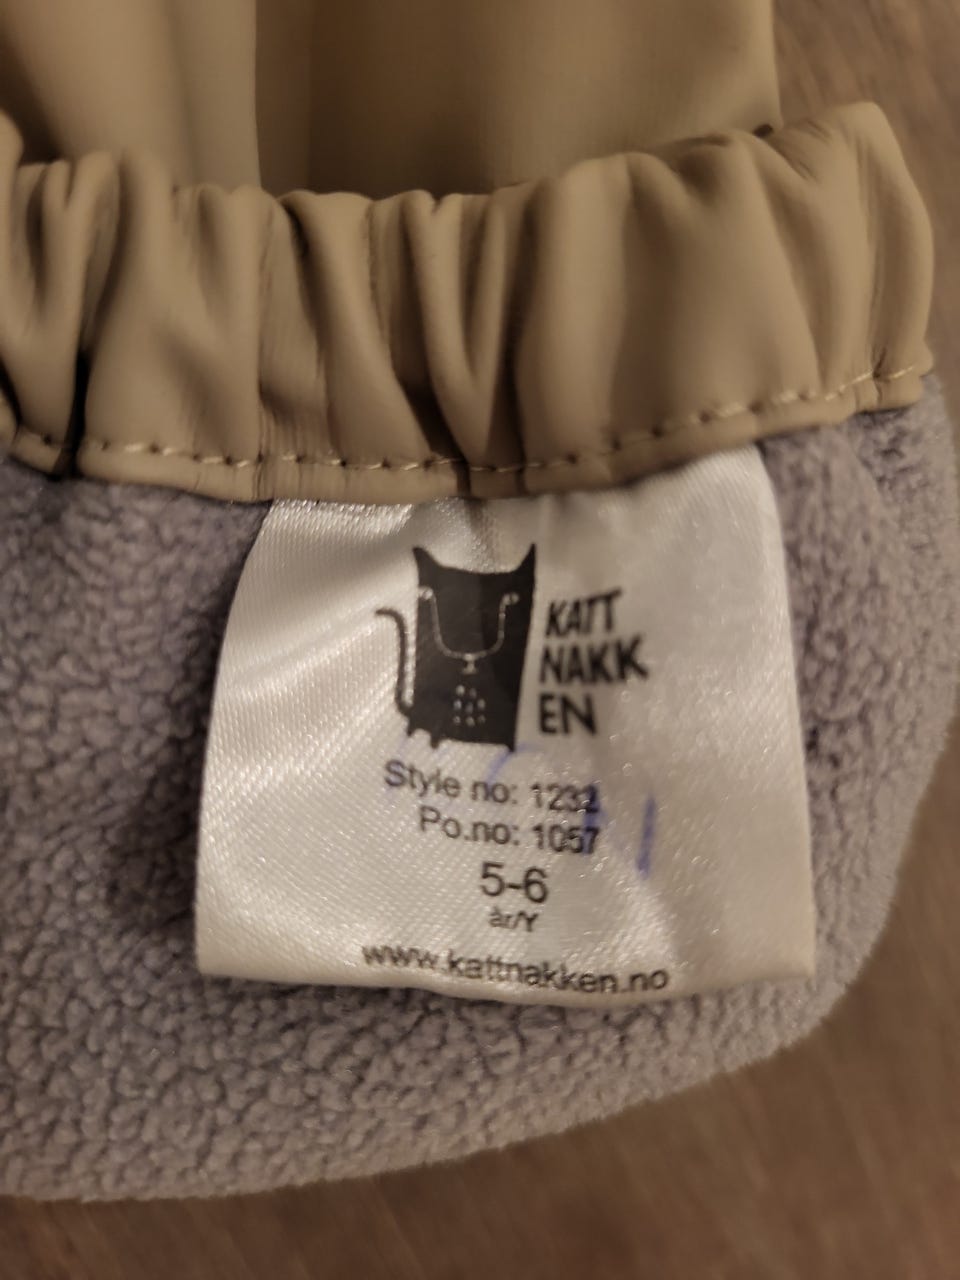 KATT
NAKK
EN
Style no: 1232
Po.no: 1057
5-6
år/Y
www.kattnakken.no